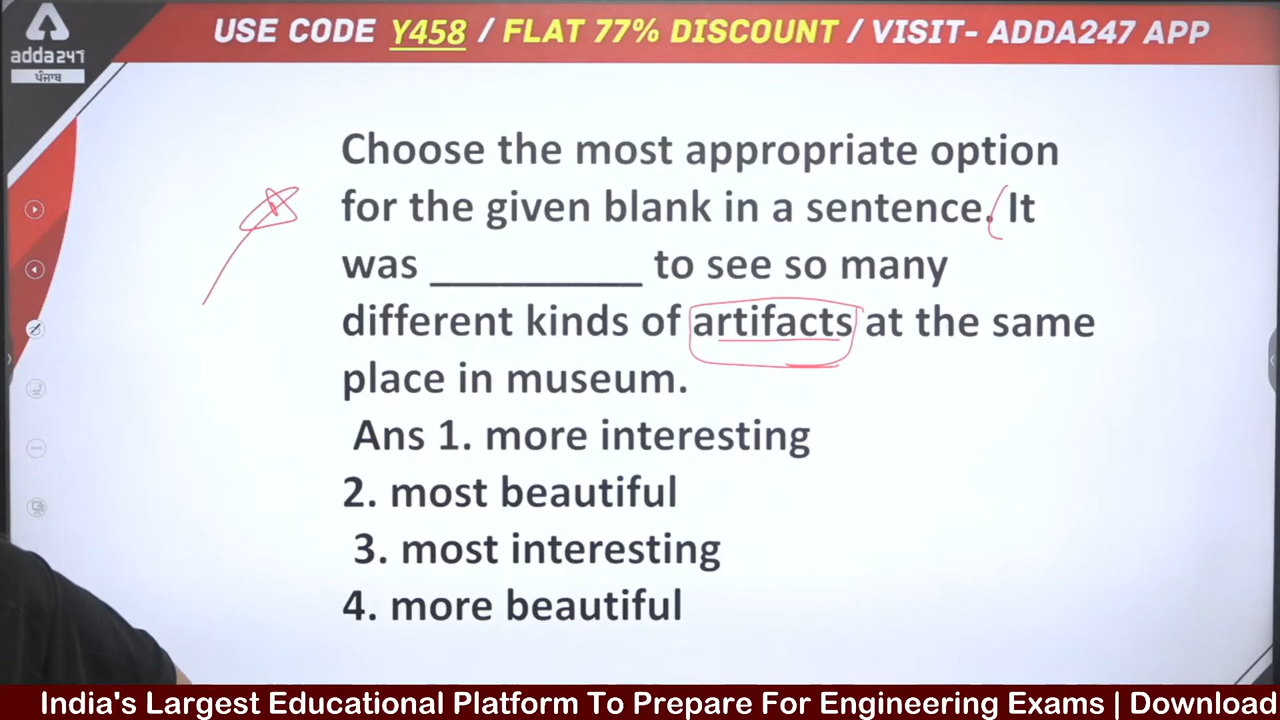 USE CODE Y458 / FLAT 77% DISCOUNT / VISIT- ADDA247 APP
adda247
ਪੰਜਾਬ
Choose the most appropriate option
for the given blank in a sentence. It
was __________ to see so many
different kinds of artifacts at the same
place in museum.
Ans 1. more interesting
2. most beautiful
3. most interesting
4. more beautiful
India's Largest Educational Platform To Prepare For Engineering Exams | Download